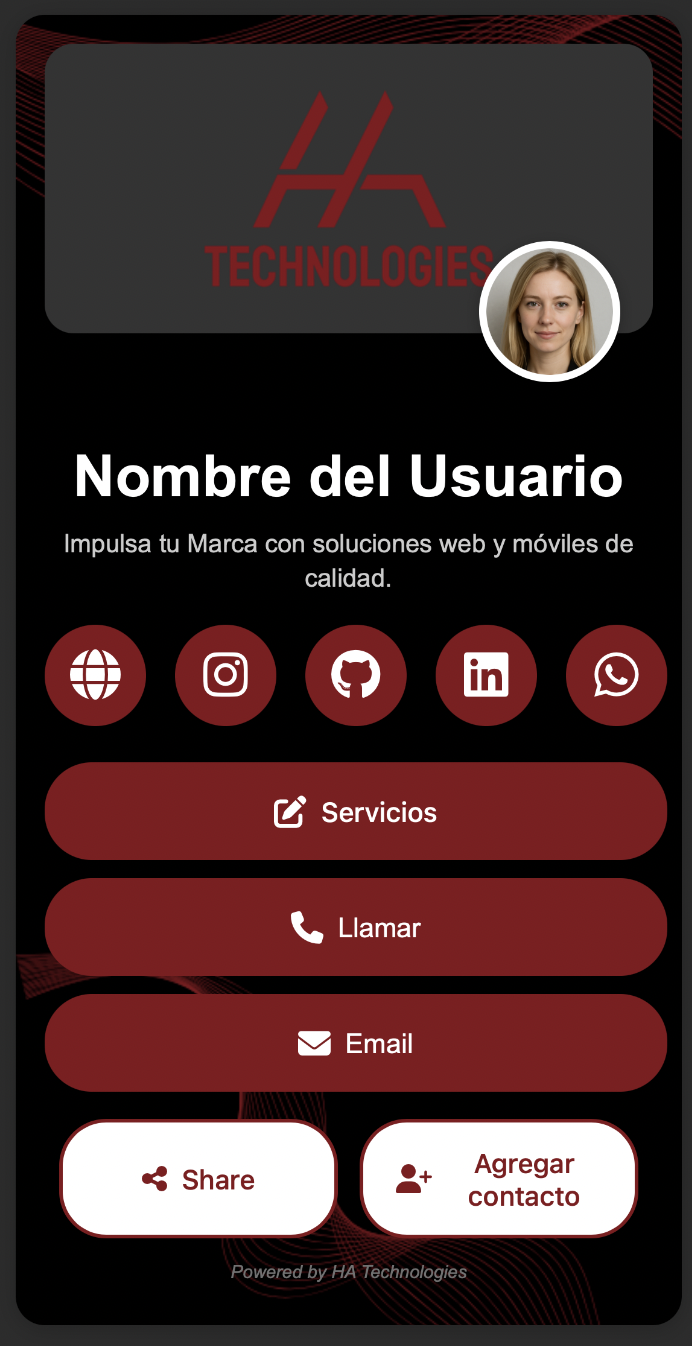 HA
TECHNOLOGIES
Nombre del Usuario
Impulsa tu Marca con soluciones web y móviles de
calidad.
in
Servicios
Llamar
Email
Share
Agregar
contacto
Powered by HA Technologies